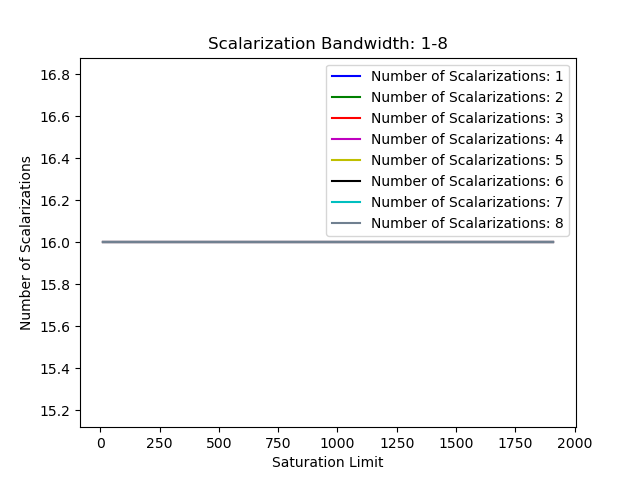 Scalarization Bandwidth: 1-8
Number of Scalarizations
16.8
16.6
16.4
16.2
16.0
15.8
15.6
15.4
15.2
Number of Scalarizations: 1
Number of Scalarizations: 2
Number of Scalarizations: 3
Number of Scalarizations: 4
Number of Scalarizations: 5
Number of Scalarizations: 6
Number of Scalarizations: 7
Number of Scalarizations: 8
0 250 500 750 1000 1250 1500 1750 2000
Saturation Limit